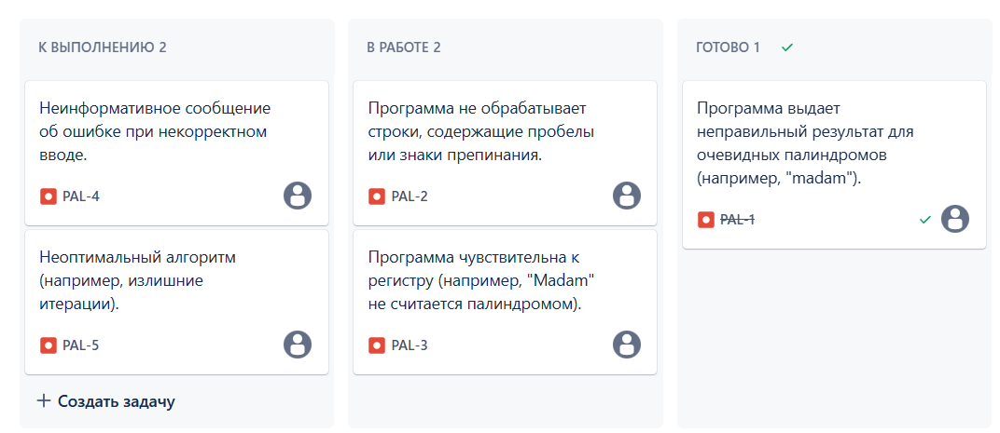 К ВЫПОЛНЕНИЮ 2
Неинформативное сообщение
об ошибке при некорректном
вводе.
PAL-4
Неоптимальный алгоритм
(например, излишние
итерации).
PAL-5
+ Создать задачу
В РАБОТЕ 2
Программа не обрабатывает
строки, содержащие пробелы
или знаки препинания.
PAL-2
Программа чувствительна к
регистру (например, "Madam"
не считается палиндромом).
PAL-3
ГОТОВО 1
Программа выдает
неправильный результат для
очевидных палиндромов
(например, "madam").
PAL-1